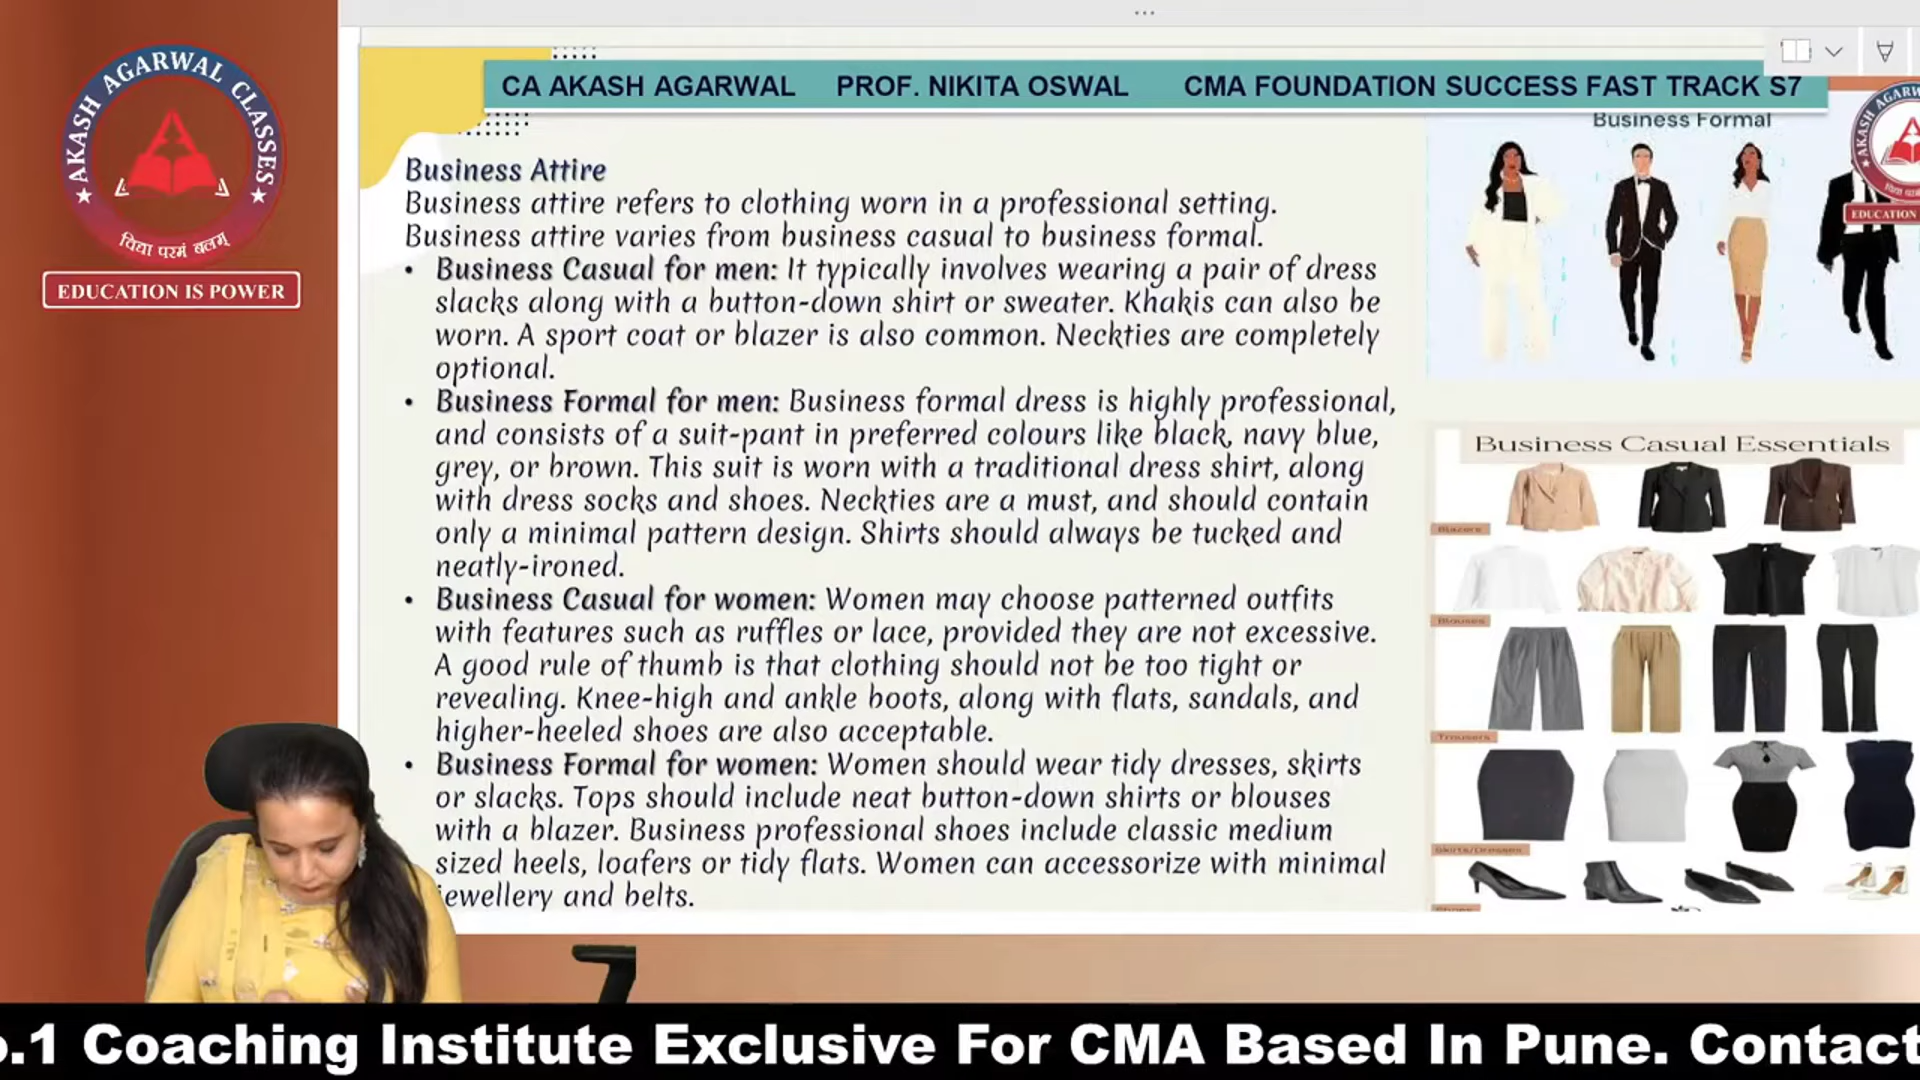 AKASH AGARWAL CLASSES
विद्या परमं बलम्
EDUCATION IS POWER
CA AKASH AGARWAL PROF. NIKITA OSWAL CMA FOUNDATION SUCCESS FAST TRACK S7
Business Formal
EDUCATION
Business Attire
Business attire refers to clothing worn in a professional setting.
Business attire varies from business casual to business formal.
• Business Casual for men: It typically involves wearing a pair of dress
slacks along with a button-down shirt or sweater. Khakis can also be
worn. A sport coat or blazer is also common. Neckties are completely
optional.
• Business Formal for men: Business formal dress is highly professional,
and consists of a suit-pant in preferred colours like black, navy blue,
grey, or brown. This suit is worn with a traditional dress shirt, along
with dress socks and shoes. Neckties are a must, and should contain
only a minimal pattern design. Shirts should always be tucked and
neatly-ironed.
• Business Casual for women: Women may choose patterned outfits
with features such as ruffles or lace, provided they are not excessive.
A good rule of thumb is that clothing should not be too tight or
revealing. Knee-high and ankle boots, along with flats, sandals, and
higher-heeled shoes are also acceptable.
• Business Formal for women: Women should wear tidy dresses, skirts
or slacks. Tops should include neat button-down shirts or blouses
with a blazer. Business professional shoes include classic medium
sized heels, loafers or tidy flats. Women can accessorize with minimal
jewellery and belts.
Business Casual Essentials
Blazers
Blouses
Trousers
Skirts/Dresses
Shoes
.1 Coaching Institute Exclusive For CMA Based In Pune. Contact